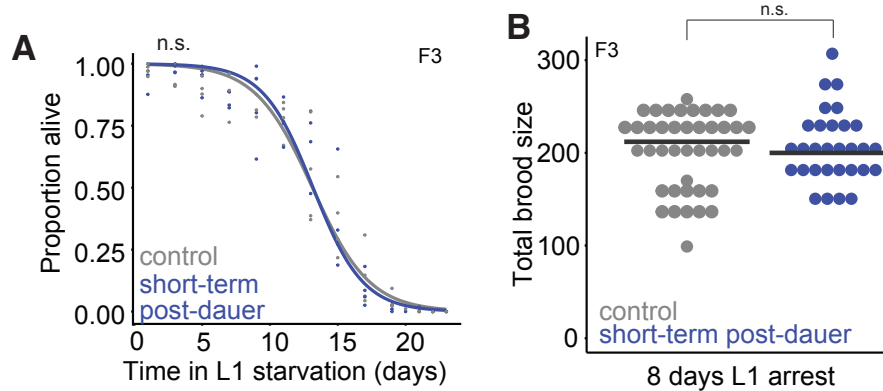 A
n.s.
F3
Proportion alive
1.00
0.75
0.50
0.25
0.00
control
short-term
post-dauer
0
5
10
15
20
Time in L1 starvation (days)
B
n.s.
F3
Total brood size
300
200
100
0
control
short-term post-dauer
8 days L1 arrest